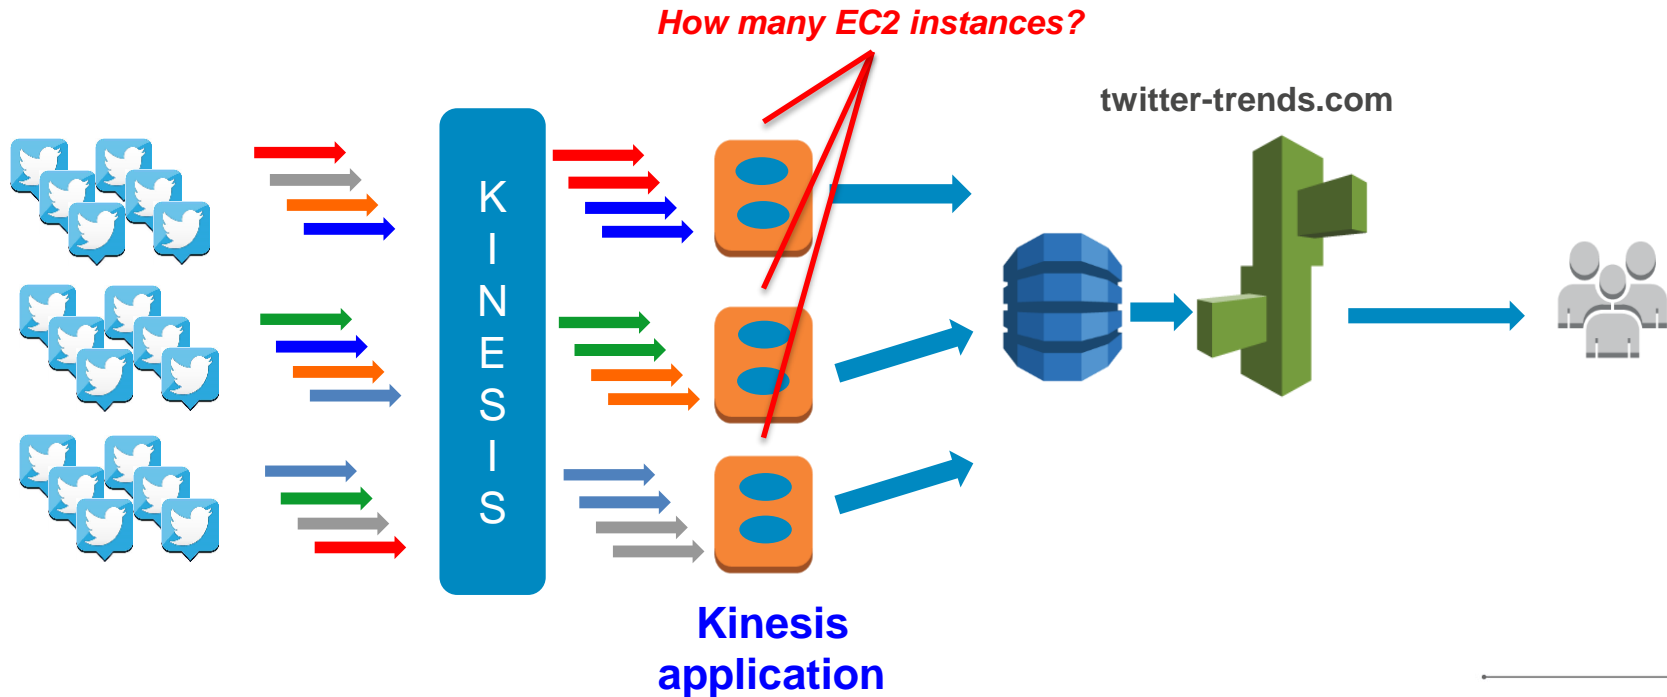 How many EC2 instances?
twitter-trends.com
K
I
N
E
S
I
S
Kinesis
application